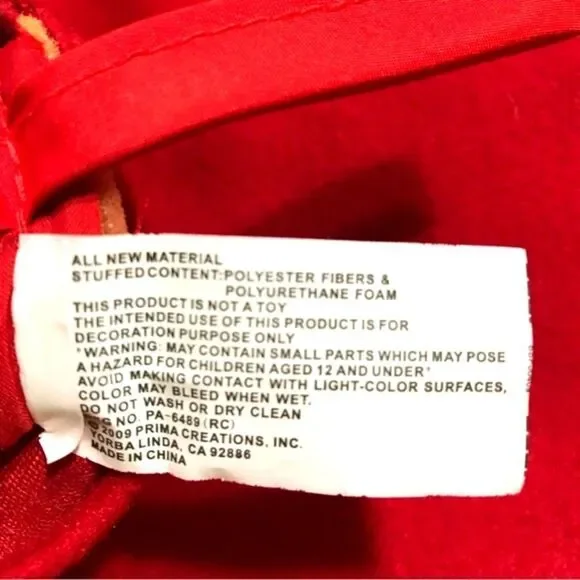 ALL NEW MATERIAL
STUFFED CONTENT: POLYESTER FIBERS &
POLYURETHANE FOAM
THIS PRODUCT IS NOT A TOY
THE INTENDED USE OF THIS PRODUCT IS FOR
DECORATION PURPOSE ONLY
"WARNING: MAY CONTAIN SMALL PARTS WHICH MAY POSE
A HAZARD FOR CHILDREN AGED 12 AND UNDER"
AVOID MAKING CONTACT WITH LIGHT-COLOR SURFACES,
COLOR MAY BLEED WHEN WET.
DO NOT WASH OR DRY CLEAN
G NO. PA-6489 (RC)
©2009 PRIMA CREATIONS, INC.
YORBA LINDA, CA 92886
MADE IN CHINA